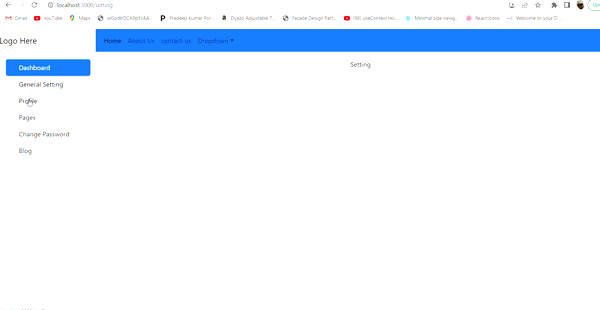 localhost:3000/setting
Gmail YouTube Maps Pradeep Kumar Por... Dyazo Adjustable T... Facade Design Patt... (58) useContext Ho... Minimal side navig... React Icons Welcome to your D...
Logo Here
Home About Us contact-us Dropdown
Dashboard
Setting
General Setting
Profile
Pages
Change Password
Blog